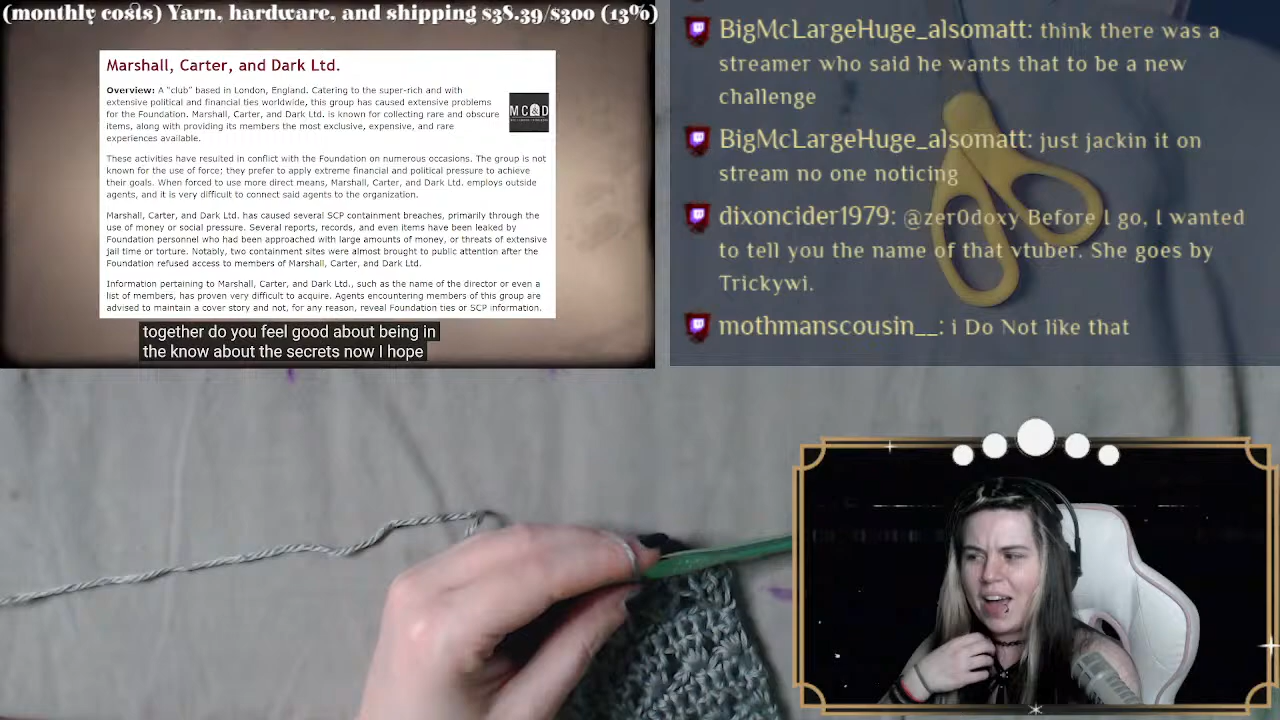 (monthly costs) Yarn, hardware, and shipping $38.39/$300 (13%)
Marshall, Carter, and Dark Ltd.
Overview: A "club" based in London, England. Catering to the super-rich and with
extensive political and financial ties worldwide, this group has caused extensive problems
for the Foundation. Marshall, Carter, and Dark Ltd. is known for collecting rare and obscure
items, along with providing its members the most exclusive, expensive, and rare
experiences available.
MC&D
These activities have resulted in conflict with the Foundation on numerous occasions. The group is not
known for the use of force; they prefer to apply extreme financial and political pressure to achieve
their goals. When forced to use more direct means, Marshall, Carter, and Dark Ltd. employs outside
agents, and it is very difficult to connect said agents to the organization.
Marshall, Carter, and Dark Ltd. has caused several SCP containment breaches, primarily through the
use of money or social pressure. Several reports, records, and even items have been leaked by
Foundation personnel who had been approached with large amounts of money, or threats of extensive
jail time or torture. Notably, two containment sites were almost brought to public attention after the
Foundation refused access to members of Marshall, Carter, and Dark Ltd.
Information pertaining to Marshall, Carter, and Dark Ltd., such as the name of the director or even a
list of members, has proven very difficult to acquire. Agents encountering members of this group are
advised to maintain a cover story and not, for any reason, reveal Foundation ties or SCP information.
together do you feel good about being in
the know about the secrets now I hope
BigMcLargeHuge_alsomatt: think there was a
streamer who said he wants that to be a new
challenge
BigMcLargeHuge_alsomatt: just jackin it on
stream no one noticing
dixoncider1979: @zer0doxy Before I go, I wanted
to tell you the name of that vtuber. She goes by
Trickywi.
mothmanscousin__: i Do Not like that